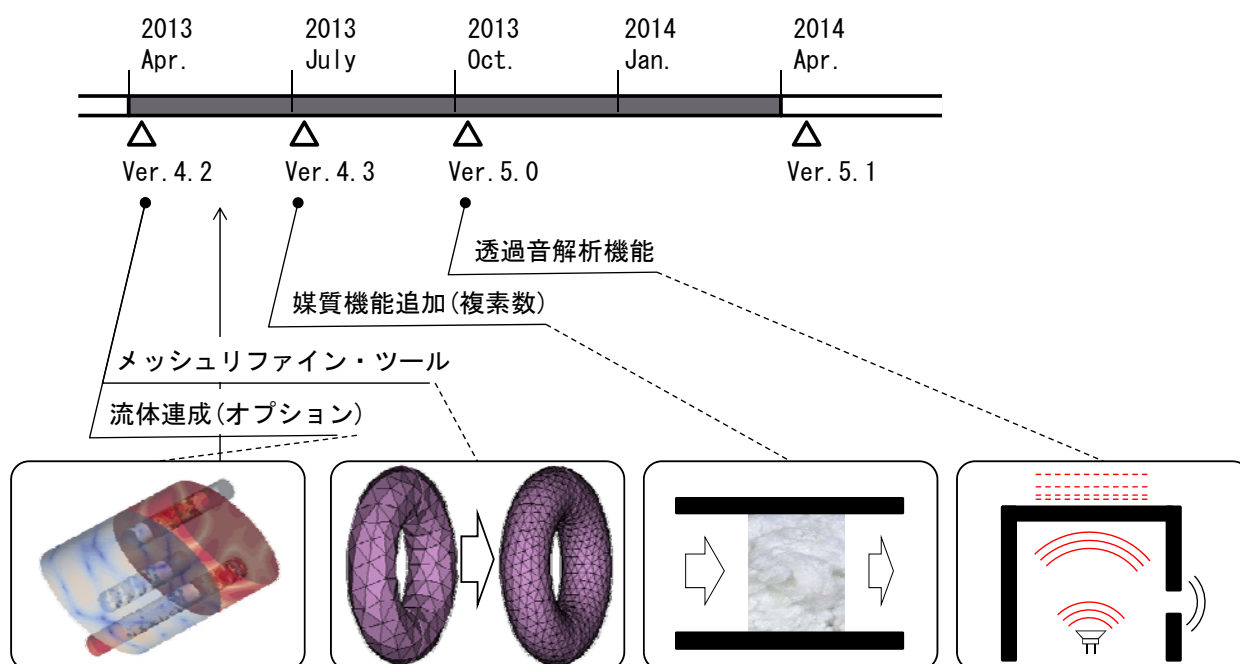 2013
Apr.
2013
July
2013
Oct.
2014
Jan.
2014
Apr.
Ver.4.2
Ver.4.3
Ver.5.0
Ver.5.1
透過音解析機能
媒質機能追加(複素数)
メッシュリファイン・ツール
流体連成(オプション)